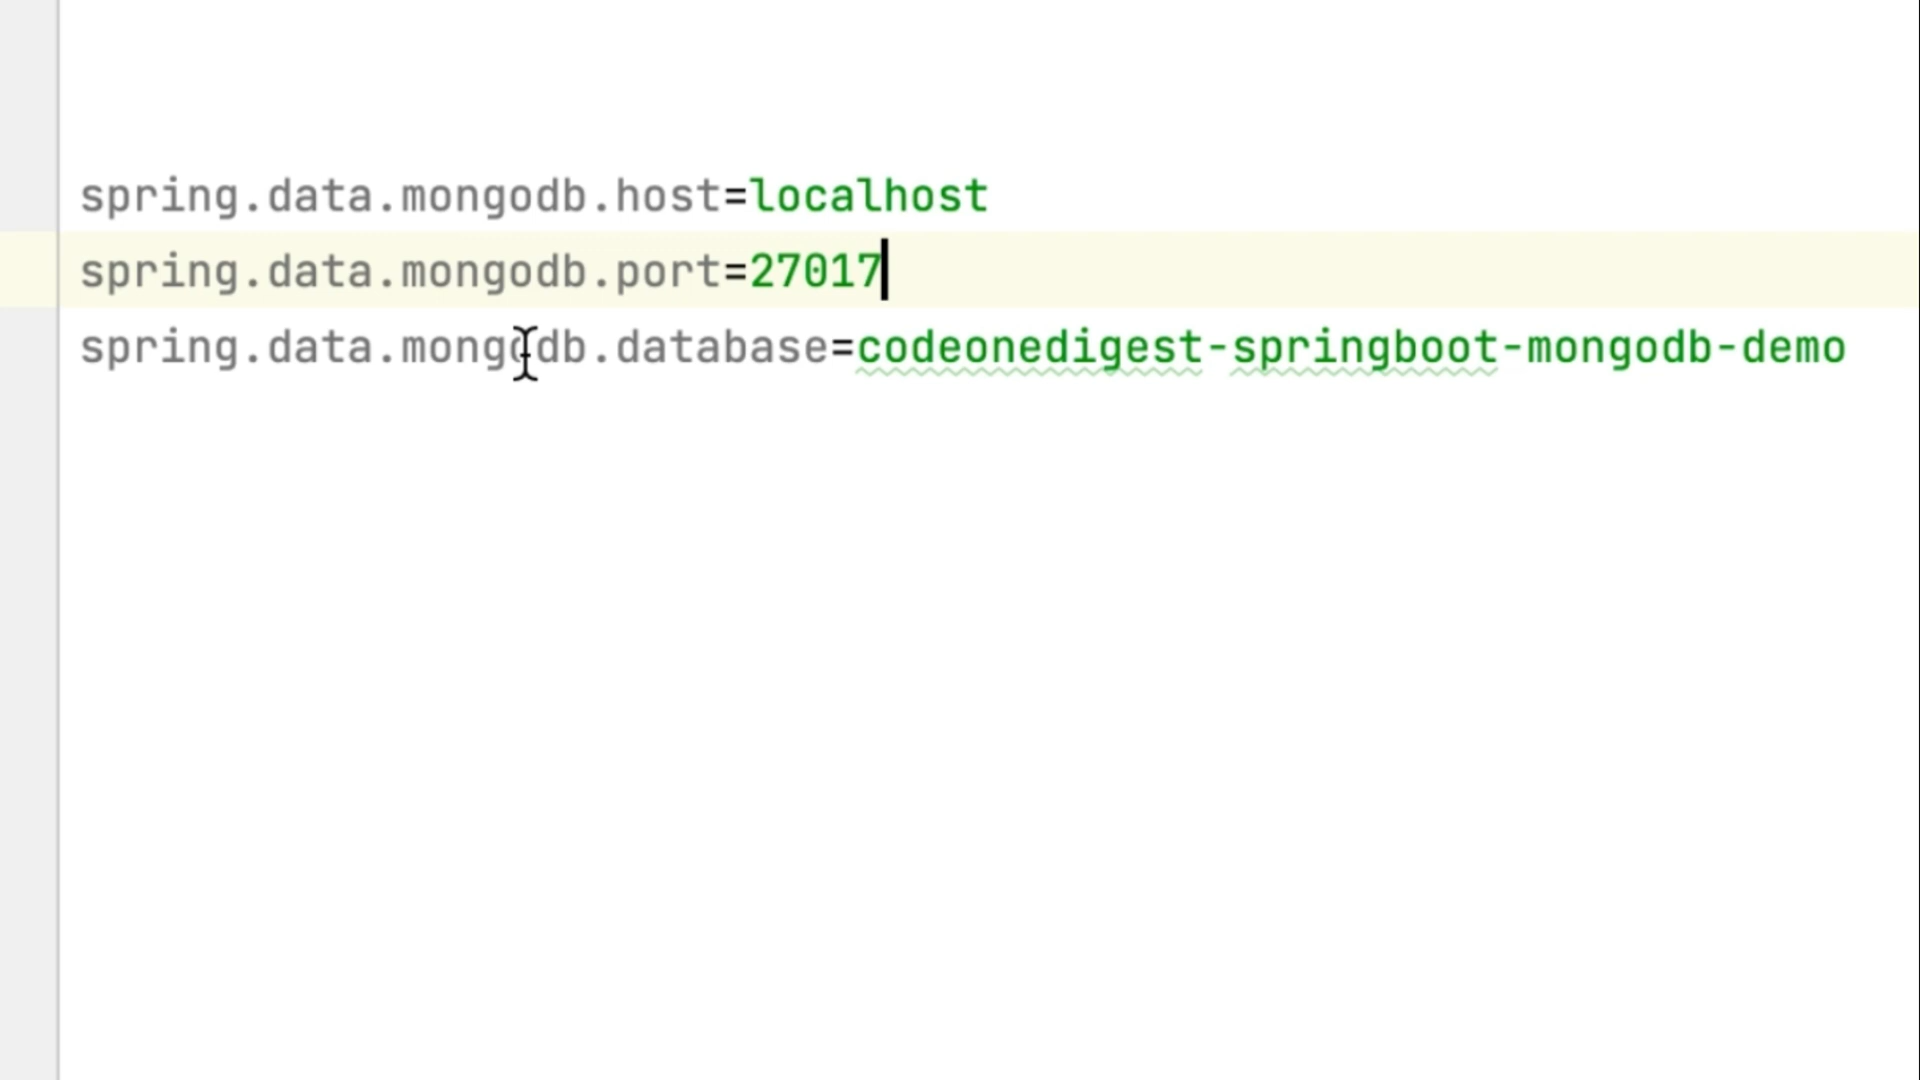 spring.data.mongodb.host=localhost
spring.data.mongodb.port=27017
spring.data.mongodb.database=codeonedigest-springboot-mongodb-demo